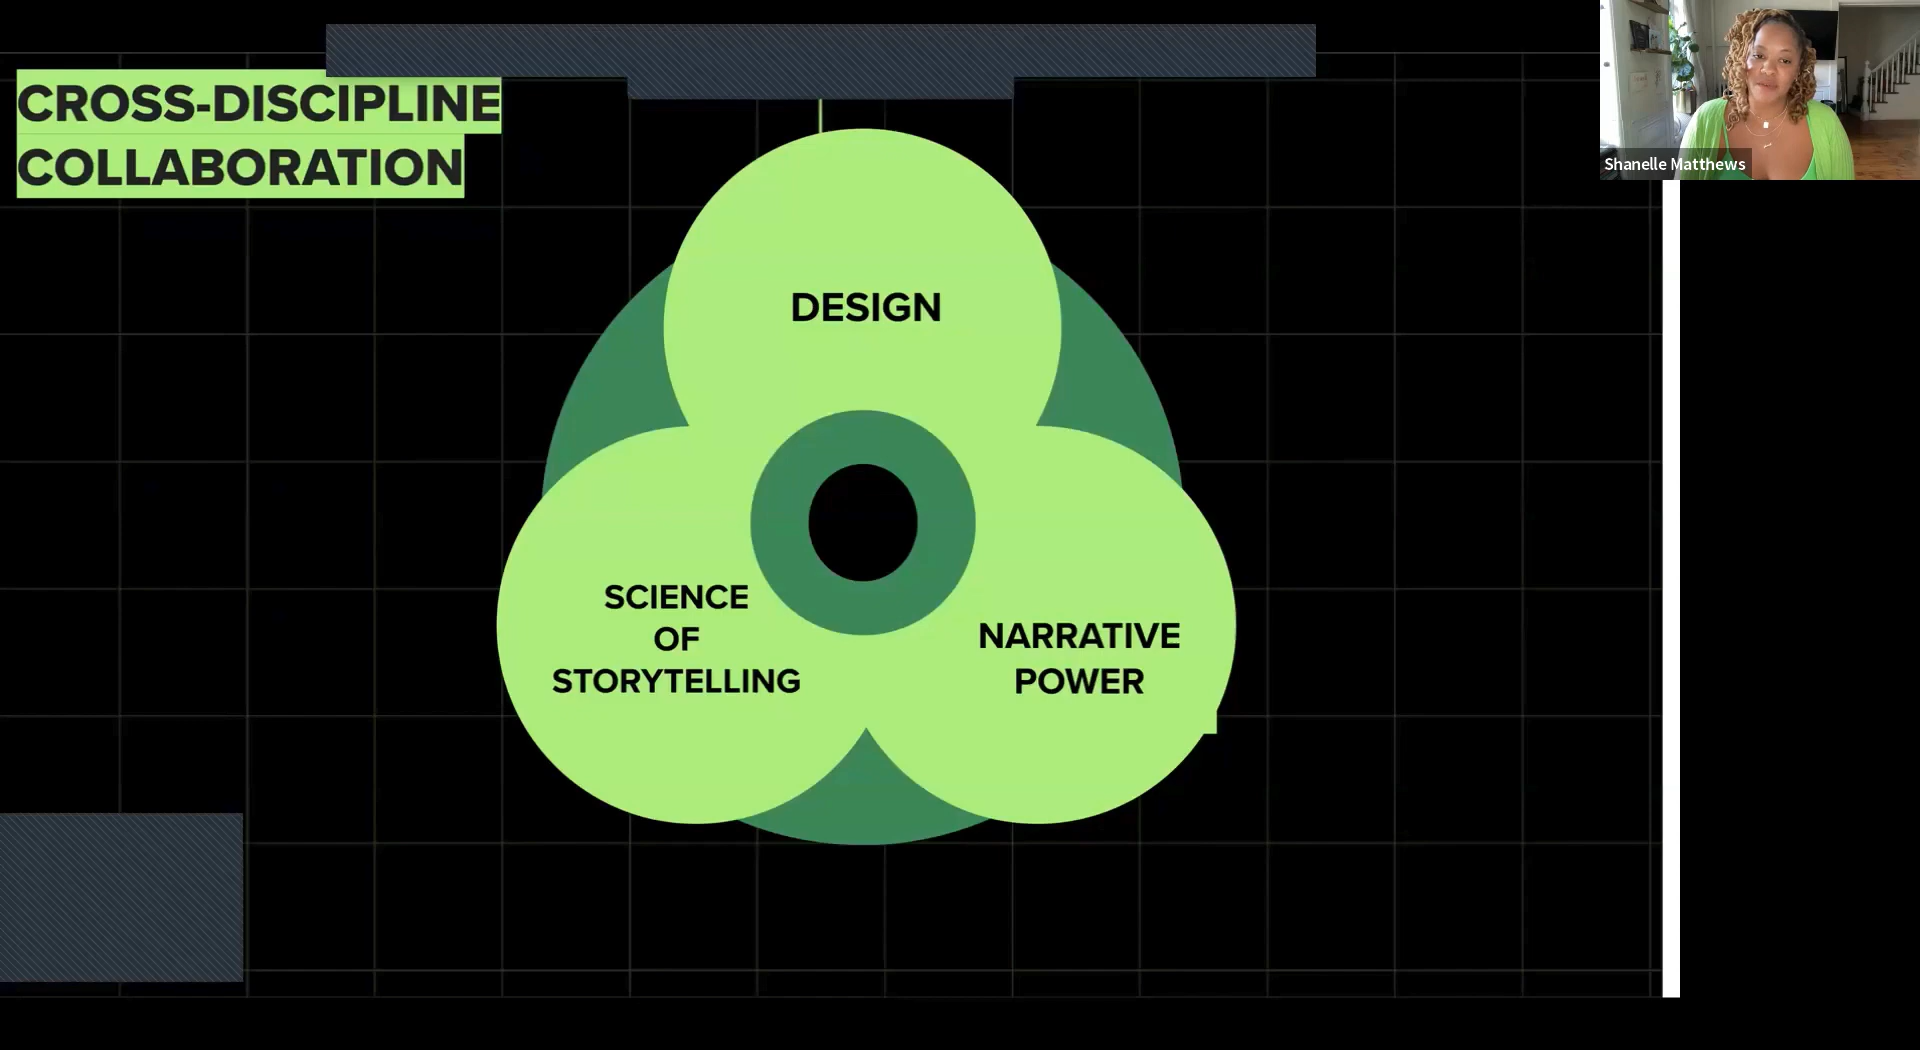 CROSS-DISCIPLINE
COLLABORATION
Shanelle Matthews
DESIGN
SCIENCE
OF
STORYTELLING
NARRATIVE
POWER